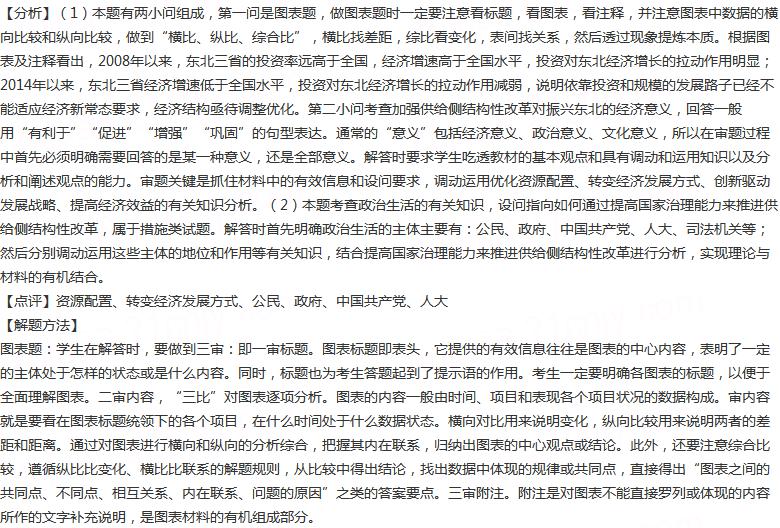 【分析】（1）本题有两小问组成，第一问是图表题，做图表题时一定要注意看标题，看图表，看注释，并注意图表中数据的横
向比较和纵向比较，做到“横比、纵比、综合比”，横比找差距，综比看变化，表间找关系，然后透过现象提炼本质。根据图
表及注释看出，2008年以来，东北三省的投资率远高于全国，经济增速高于全国水平，投资对东北经济增长的拉动作用明显；
2014年以来，东北三省经济增速低于全国水平，投资对东北经济增长的拉动作用减弱，说明依靠投资和规模的发展路子已经不
能适应经济新常态要求，经济结构亟待调整优化。第二小问考查加强供给侧结构性改革对振兴东北的经济意义，回答一般
用“有利于”“促进”“增强”“巩固”的句型表达。通常的“意义”包括经济意义、政治意义、文化意义，所以在审题过程
中首先必须明确需要回答的是某一种意义，还是全部意义。解答时要求学生吃透教材的基本观点和具有调动和运用知识以及分
析和阐述观点的能力。审题关键是抓住材料中的有效信息和设问要求，调动运用优化资源配置、转变经济发展方式、创新驱动
发展战略、提高经济效益的有关知识分析。（2）本题考查政治生活的有关知识，设问指向如何通过提高国家治理能力来推进供
给侧结构性改革，属于措施类试题。解答时首先明确政治生活的主体主要有：公民、政府、中国共产党、人大、司法机关等；
然后分别调动运用这些主体的地位和作用等有关知识，结合提高国家治理能力来推进供给侧结构性改革进行分析，实现理论与
材料的有机结合。
【点评】资源配置、转变经济发展方式、公民、政府、中国共产党、人大
【解题方法】
图表题：学生在解答时，要做到三审：即一审标题。图表标题即表头，它提供的有效信息往往是图表的中心内容，表明了一定
的主体处于怎样的状态或是什么内容。同时，标题也为考生答题起到了提示语的作用。考生一定要明确各图表的标题，以便于
全面理解图表。二审内容，“三比”对图表逐项分析。图表的内容一般由时间、项目和表现各个项目状况的数据构成。审内容
就是要看在图表标题统领下的各个项目，在什么时间处于什么数据状态。横向对比用来说明变化，纵向比较用来说明两者的差
距和距离。通过对图表进行横向和纵向的分析综合，把握其内在联系，归纳出图表的中心观点或结论。此外，还要注意综合比
较，遵循纵比比变化、横比比联系的解题规则，从比较中得出结论，找出数据中体现的规律或共同点，直接得出“图表之间的
共同点、不同点、相互关系、内在联系、问题的原因”之类的答案要点。三审附注。附注是对图表不能直接罗列或体现的内容
所作的文字补充说明，是图表材料的有机组成部分。